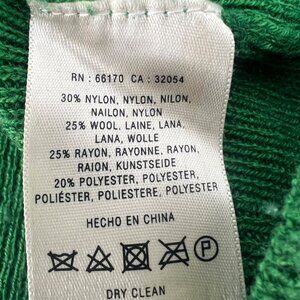 RN : 66170 CA : 32054
30% NYLON, NYLON, NILON,
NAILON, NYLON
25% WOOL, LAINE, LANA,
LANA, WOLLE
25% RAYON, RAYONNE, RAYON,
RAION, KUNSTSEIDE
20% POLYESTER, POLYESTER,
POLIÉSTER, POLIESTERE, POLYESTER
HECHO EN CHINA
P
DRY CLEAN